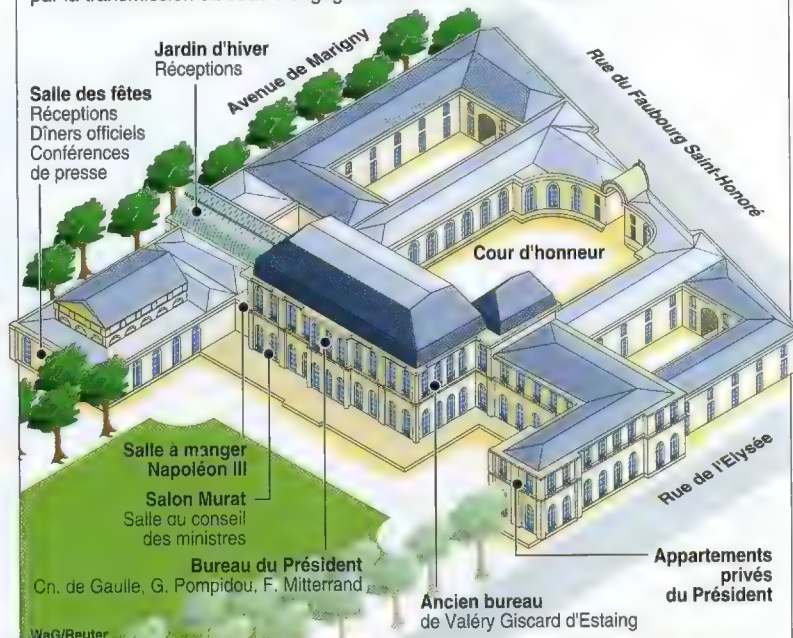 Jardin d'hiver
Réceptions
Salle des fêtes
Réceptions
Dîners officiels
Conférences
de presse
Avenue de Marigny
Rue du Faubourg Saint-Honoré
Cour d'honneur
Salle à manger
Napoléon III
Salon Murat
Salle du conseil
des ministres
Bureau du Président
Ch. de Gaulle, G. Pompidou, F. Mitterrand
Ancien bureau
de Valéry Giscard d'Estaing
Appartements
privés
du Président
Rue de l'Elysée
WaG/Reuter